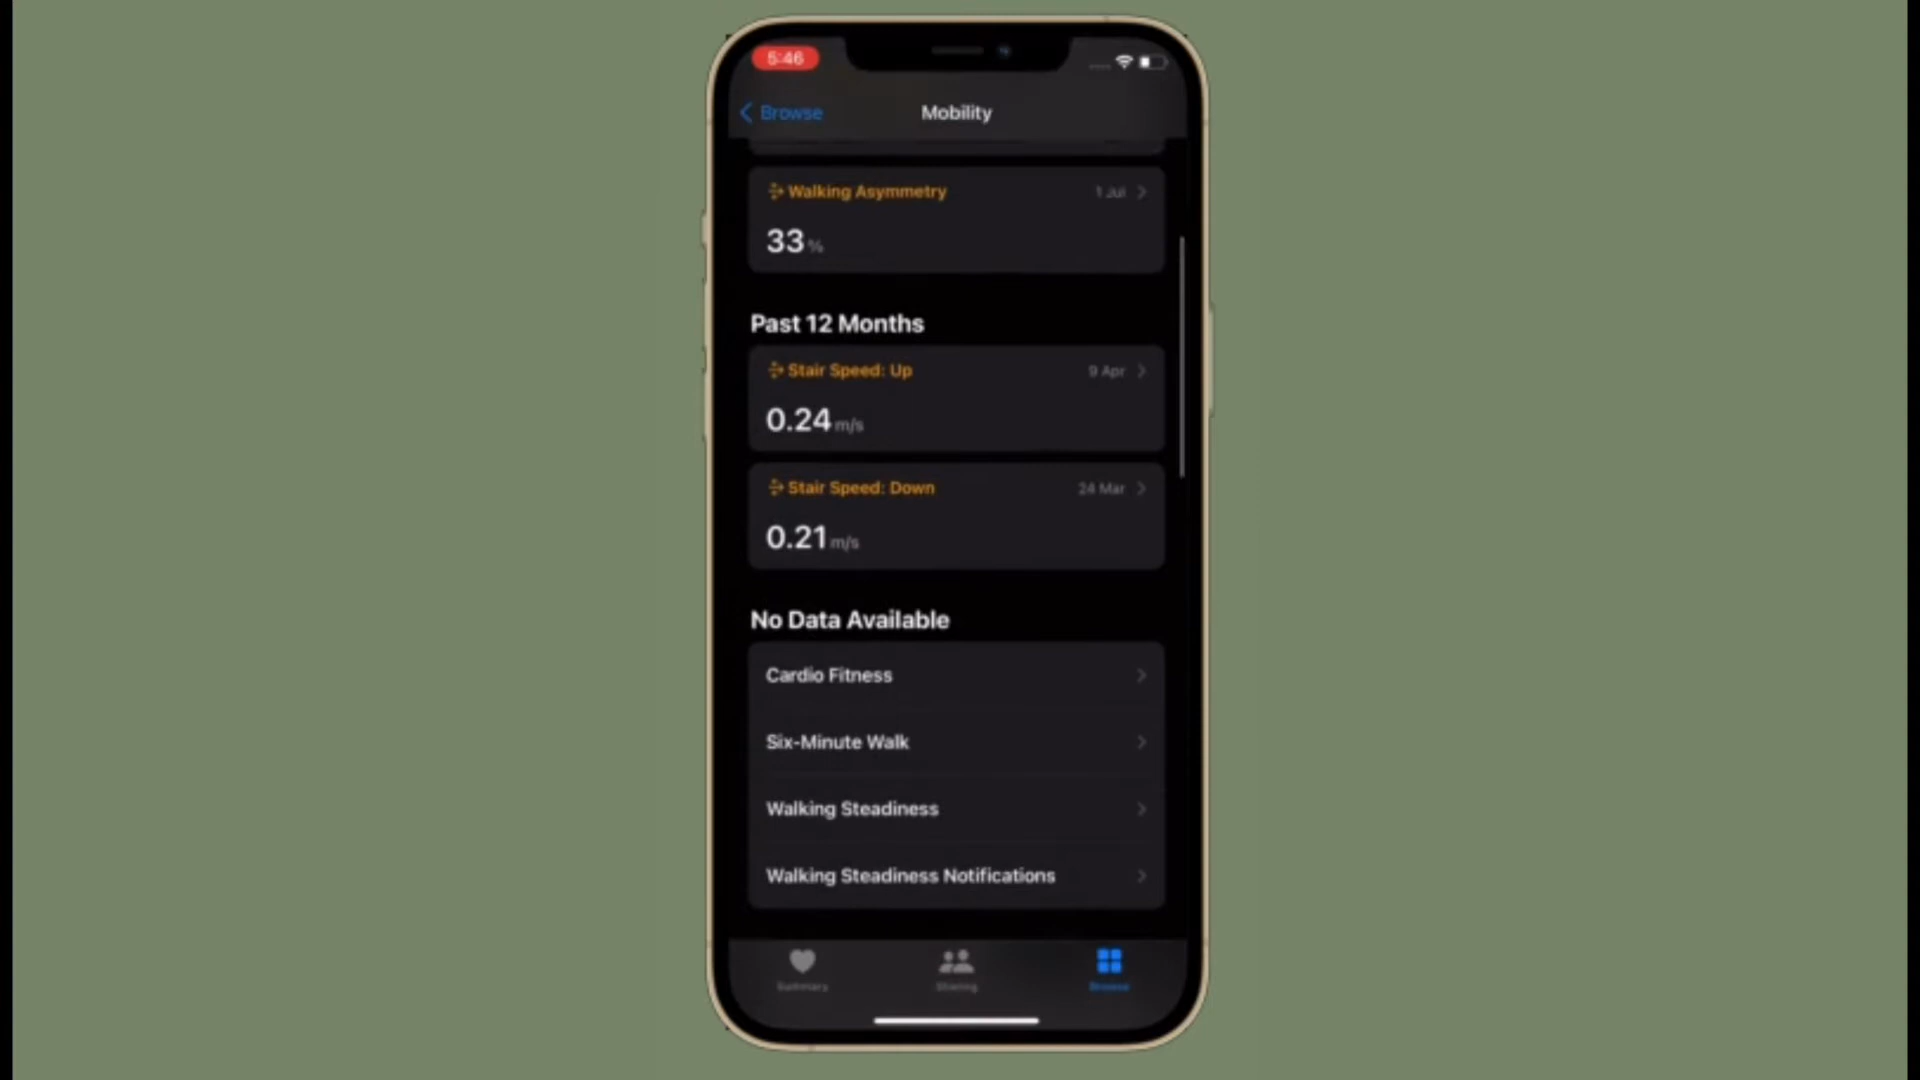 5:46
Browse
Mobility
Walking Asymmetry
1 Jul
33 %
Past 12 Months
Stair Speed: Up
9 Apr
0.24 m/s
Stair Speed: Down
24 Mar
0.21 m/s
No Data Available
Cardio Fitness
Six-Minute Walk
Walking Steadiness
Walking Steadiness Notifications
Summary
Sharing
Browse